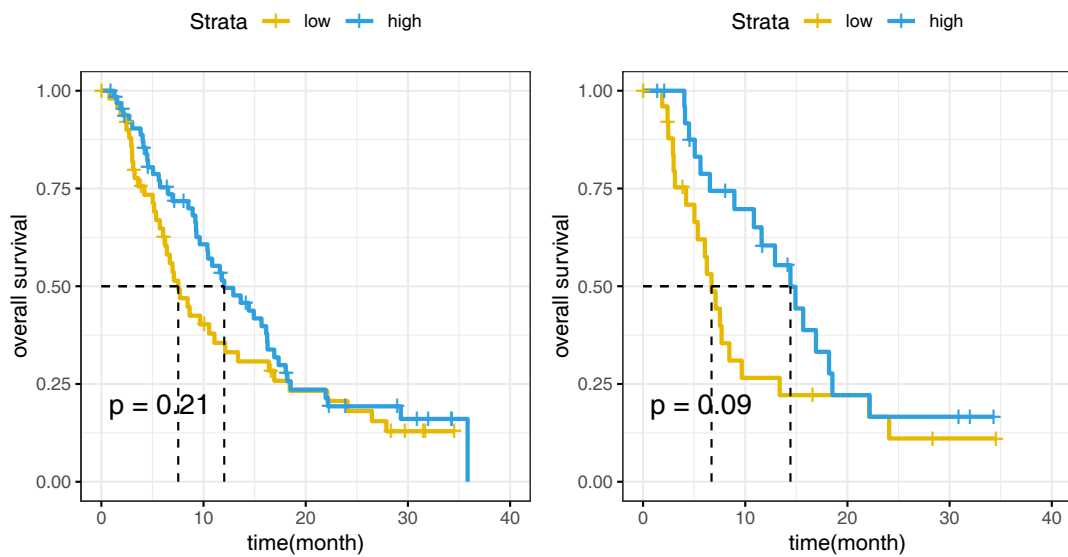 Strata low high
1.00
0.75
0.50
0.25
0.00
overall survival
p = 0.21
0 10 20 30 40
time(month)
Strata low high
1.00
0.75
0.50
0.25
0.00
overall survival
p = 0.09
0 10 20 30 40
time(month)